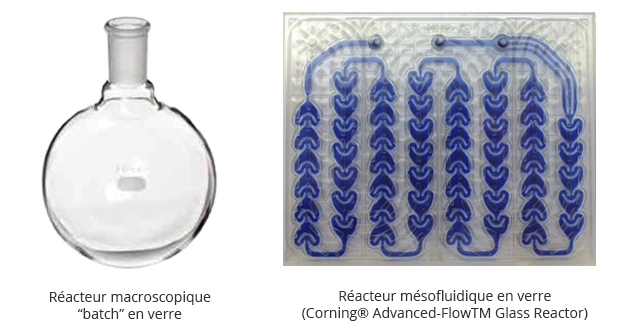 Réacteur macroscopique
“batch” en verre
Réacteur mésofluidique en verre
(Corning® Advanced-FlowTM Glass Reactor)